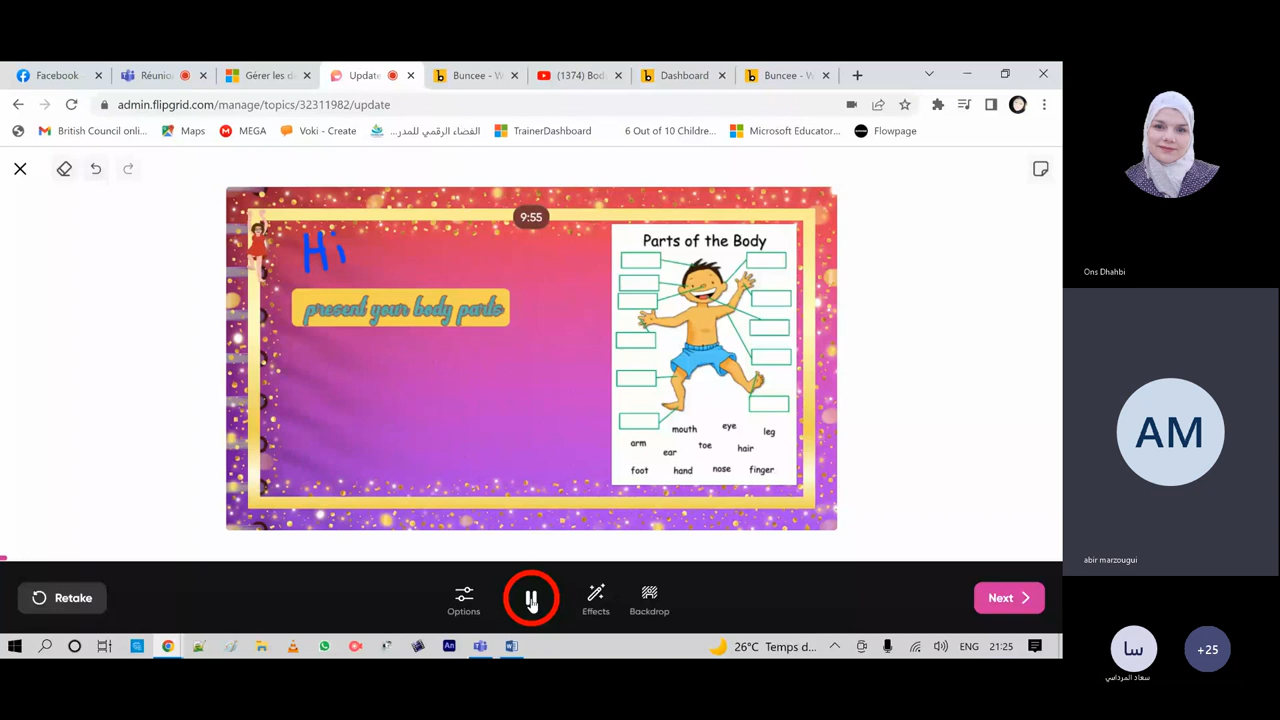 Facebook
Réunio
Gérer les d
Update
Buncee - W
(1374) Bod
Dashboard
Buncee - W
admin.flipgrid.com/manage/topics/32311982/update
British Council onli...
Maps
MEGA
Voki - Create
الفضاء الرقمي للمدر...
TrainerDashboard
6 Out of 10 Childre...
Microsoft Educator...
Flowpage
9:55
Hi
present your body parts
Parts of the Body
mouth
eye
leg
arm
ear
toe
hair
foot
hand
nose
finger
Retake
Options
Effects
Backdrop
Next
26°C Temps d...
ENG
21:25
Ons Dhahbi
AM
abir marzougui
سا
سعاد المرداسي
+25